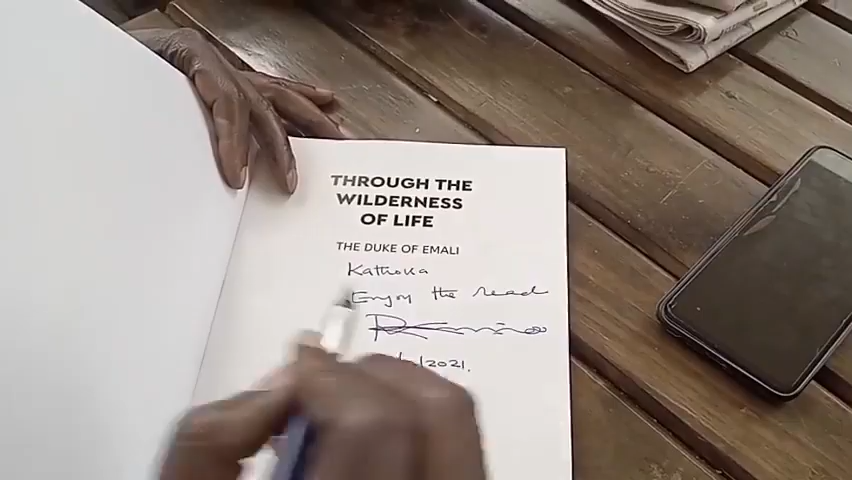 THROUGH THE
WILDERNESS
OF LIFE
THE DUKE OF EMALI
Enjoy the read
2021.